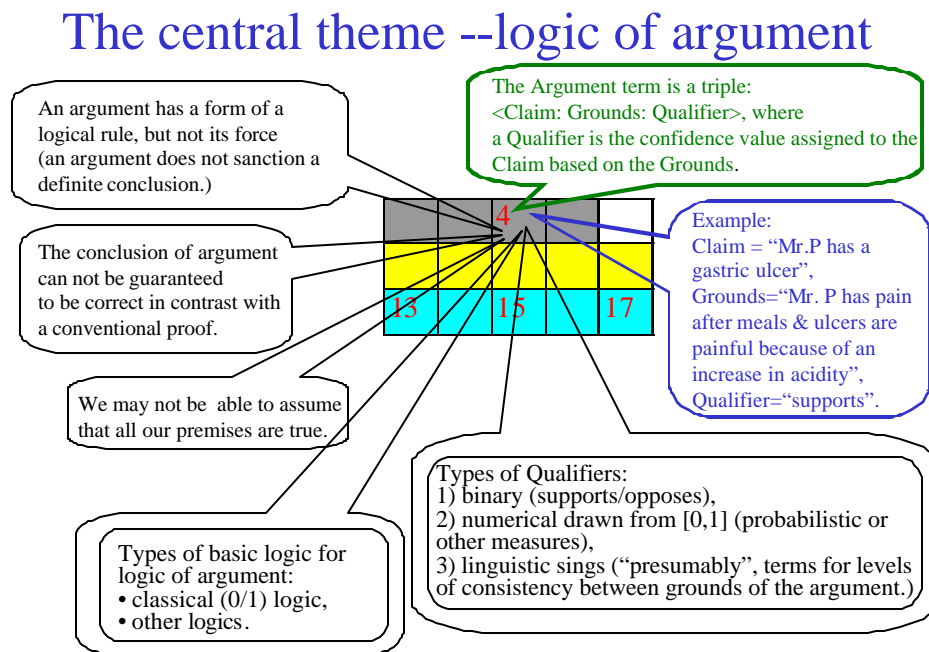 The central theme --logic of argument
An argument has a form of a
logical rule, but not its force
(an argument does not sanction a
definite conclusion.)
The Argument term is a triple:
<Claim: Grounds: Qualifier>, where
a Qualifier is the confidence value assigned to the
Claim based on the Grounds.
4
The conclusion of argument
can not be guaranteed
to be correct in contrast with
a conventional proof.
Example:
Claim = “Mr.P has a
gastric ulcer”,
Grounds=“Mr. P has pain
after meals & ulcers are
painful because of an
increase in acidity”,
Qualifier=“supports”.
13 15 17
We may not be able to assume
that all our premises are true.
Types of basic logic for
logic of argument:
• classical (0/1) logic,
• other logics.
Types of Qualifiers:
1) binary (supports/opposes),
2) numerical drawn from [0,1] (probabilistic or
other measures),
3) linguistic sings (“presumably”, terms for levels
of consistency between grounds of the argument.)